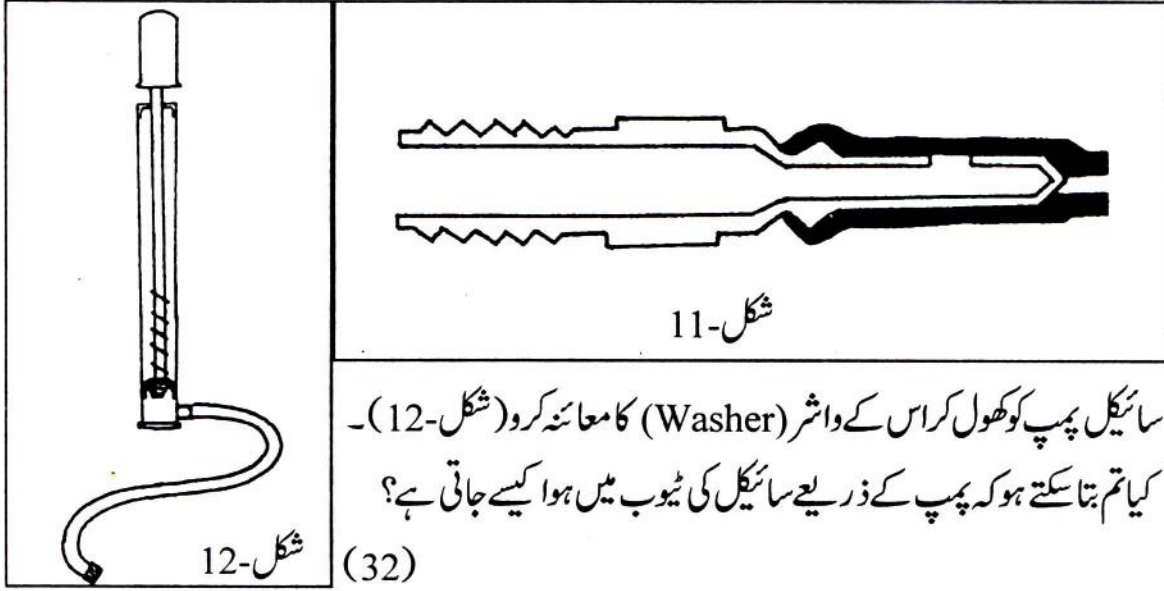 شکل-11
سائیکل پمپ کو کھول کر اس کے واشر (Washer) کا معائنہ کرو (شکل-12)۔
کیا تم بتا سکتے ہو کہ پمپ کے ذریعے سائیکل کی ٹیوب میں ہوا کیسے جاتی ہے؟
(32)
شکل-12